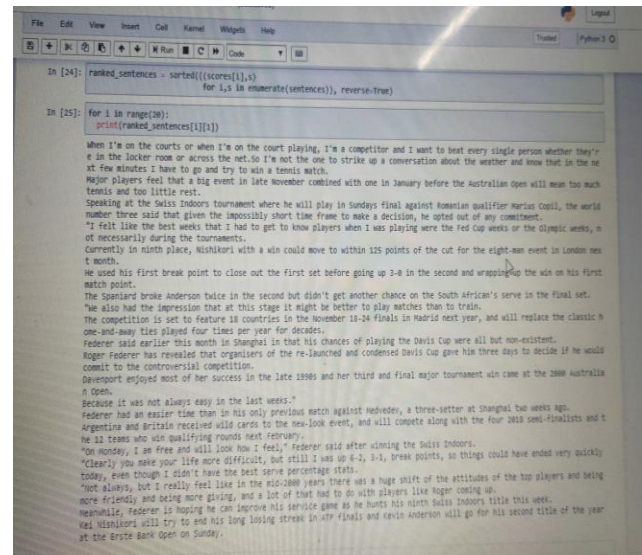 Logout
File Edit View Insert Cell Kernel Widgets Help
Trusted Python 3 O
Run C Code
In [24]: ranked_sentences = sorted(((scores[i],s)
for i,s in enumerate(sentences)), reverse=True)
In [25]: for i in range(20):
print(ranked_sentences[i][1])
When I'm on the courts or when I'm on the court playing, I'm a competitor and I want to beat every single person whether they'r
e in the locker room or across the net.So I'm not the one to strike up a conversation about the weather and know that in the ne
xt few minutes I have to go and try to win a tennis match.
Major players feel that a big event in late November combined with one in January before the Australian Open will mean too much
tennis and too little rest.
Speaking at the Swiss Indoors tournament where he will play in Sundays final against Romanian qualifier Marius Copil, the world
number three said that given the impossibly short time frame to make a decision, he opted out of any commitment.
"I felt like the best weeks that I had to get to know players when I was playing were the Fed Cup weeks or the Olympic weeks, n
ot necessarily during the tournaments.
Currently in ninth place, Nishikori with a win could move to within 125 points of the cut for the eight-man event in London nex
t month.
He used his first break point to close out the first set before going up 3-0 in the second and wrapping up the win on his first
match point.
The Spaniard broke Anderson twice in the second but didn't get another chance on the South African's serve in the final set.
"We also had the impression that at this stage it might be better to play matches than to train.
The competition is set to feature 18 countries in the November 18-24 finals in Madrid next year, and will replace the classic h
ome-and-away ties played four times per year for decades.
Federer said earlier this month in Shanghai in that his chances of playing the Davis Cup were all but non-existent.
Roger Federer has revealed that organisers of the re-launched and condensed Davis Cup gave him three days to decide if he would
commit to the controversial competition.
Davenport enjoyed most of her success in the late 1990s and her third and final major tournament win came at the 2000 Australia
n Open.
Because it was not always easy in the last weeks."
Federer had an easier time than in his only previous match against Medvedev, a three-setter at Shanghai two weeks ago.
Argentina and Britain received wild cards to the new-look event, and will compete along with the four 2018 semi-finalists and t
he 12 teams who win qualifying rounds next February.
"On Monday, I am free and will look how I feel," Federer said after winning the Swiss Indoors.
"Clearly you make your life more difficult, but still I was up 6-2, 3-1, break points, so things could have ended very quickly
today, even though I didn't have the best serve percentage stats.
"Not always, but I really feel like in the mid-2000 years there was a huge shift of the attitudes of the top players and being
more friendly and being more giving, and a lot of that had to do with players like Roger coming up.
Meanwhile, Federer is hoping he can improve his service game as he hunts his ninth Swiss Indoors title this week.
Kei Nishikori will try to end his long losing streak in ATP finals and Kevin Anderson will go for his second title of the year
at the Erste Bank Open on Sunday.